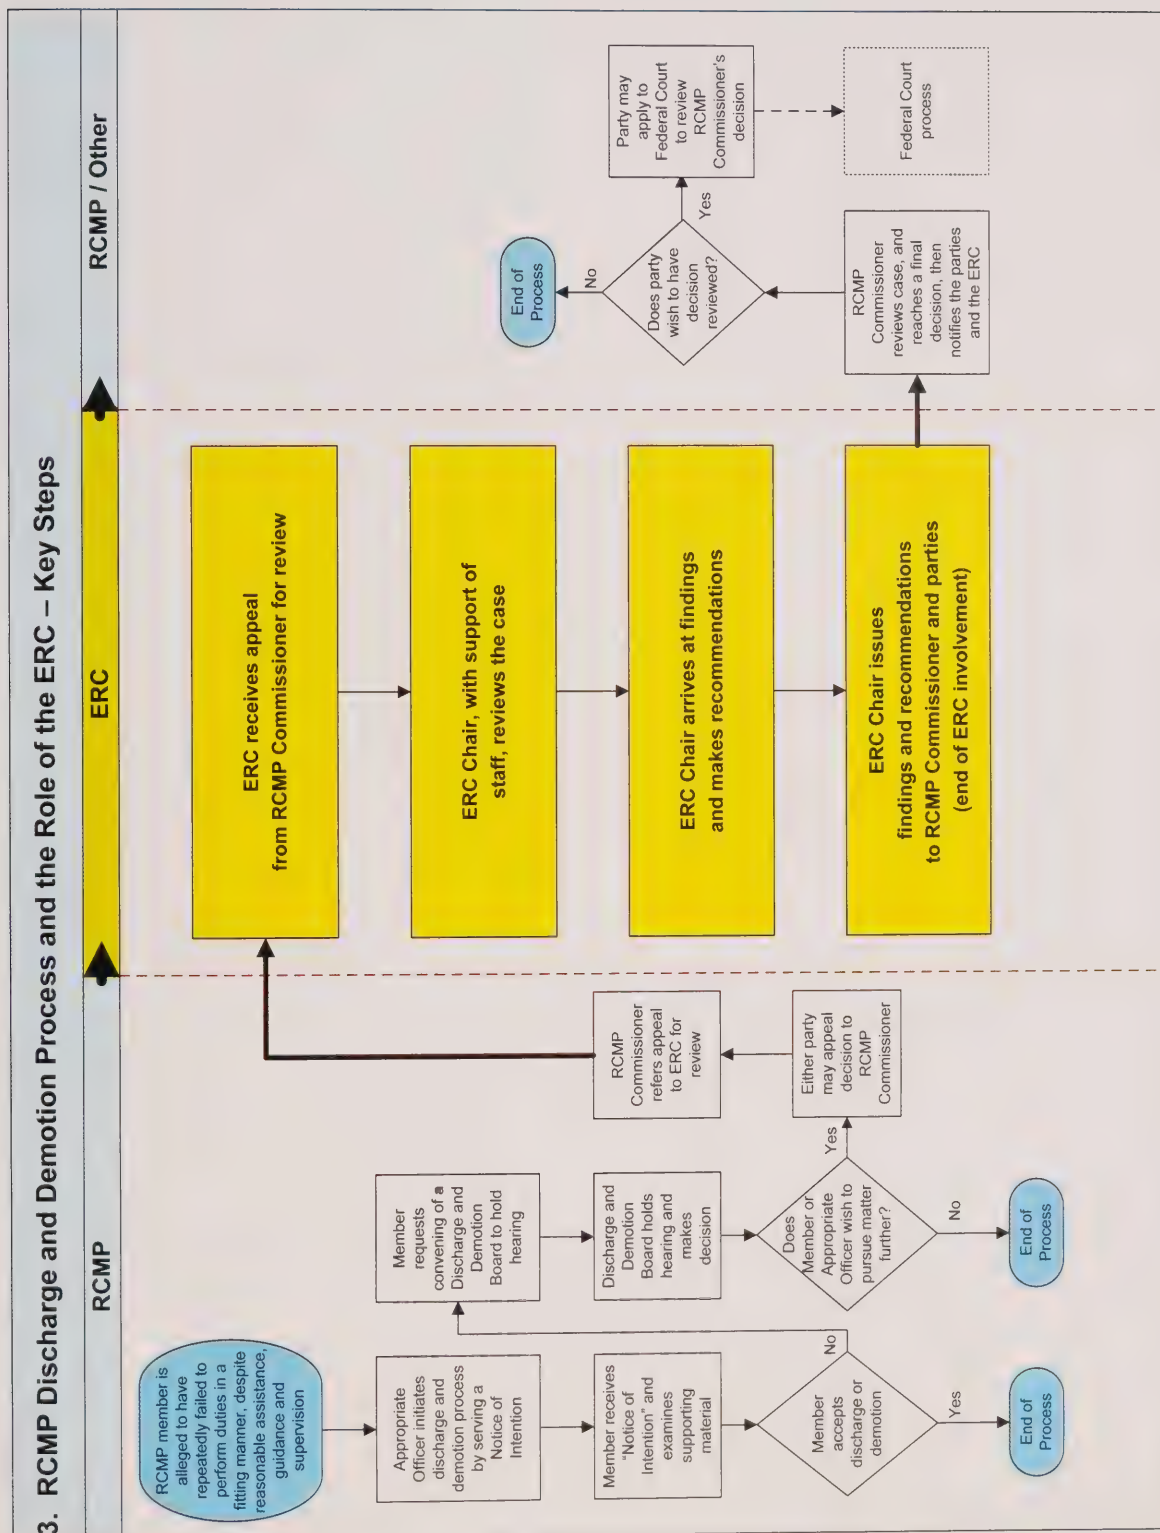 3. RCMP Discharge and Demotion Process and the Role of the ERC – Key Steps
RCMP
ERC
RCMP / Other
RCMP member is
alleged to have
repeatedly failed to
perform duties in a
fitting manner, despite
reasonable assistance,
guidance and
supervision
Appropriate
Officer initiates
discharge and
demotion process
by serving a
Notice of
Intention
Member receives
"Notice of
Intention" and
examines
supporting
material
Member
accepts
discharge or
demotion
No
Yes
End of
Process
Member
requests
convening of a
Discharge and
Demotion
Board to hold
hearing
Discharge and
Demotion
Board holds
hearing and
makes
decision
Does
Member or
Appropriate
Officer wish to
pursue matter
further?
Yes
No
End of
Process
Either party
may appeal
decision to
RCMP
Commissioner
RCMP
Commissioner
refers appeal
to ERC for
review
ERC receives appeal
from RCMP Commissioner for review
ERC Chair, with support of
staff, reviews the case
ERC Chair arrives at findings
and makes recommendations
ERC Chair issues
findings and recommendations
to RCMP Commissioner and parties
(end of ERC involvement)
RCMP
Commissioner
reviews case, and
reaches a final
decision, then
notifies the parties
and the ERC
Does party
wish to have
decision
reviewed?
No
End of
Process
Yes
Party may
apply to
Federal Court
to review
RCMP
Commissioner's
decision
Federal Court
process